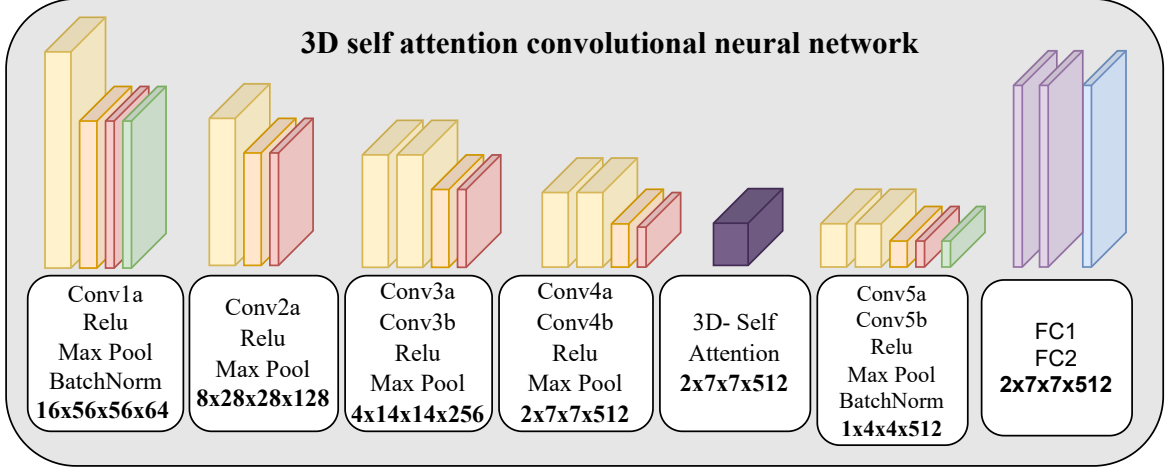 3D self attention convolutional neural network
Conv1a
Relu
Max Pool
BatchNorm
16x56x56x64
Conv2a
Relu
Max Pool
8x28x28x128
Conv3a
Conv3b
Relu
Max Pool
4x14x14x256
Conv4a
Conv4b
Relu
Max Pool
2x7x7x512
3D- Self
Attention
2x7x7x512
Conv5a
Conv5b
Relu
Max Pool
BatchNorm
1x4x4x512
FC1
FC2
2x7x7x512